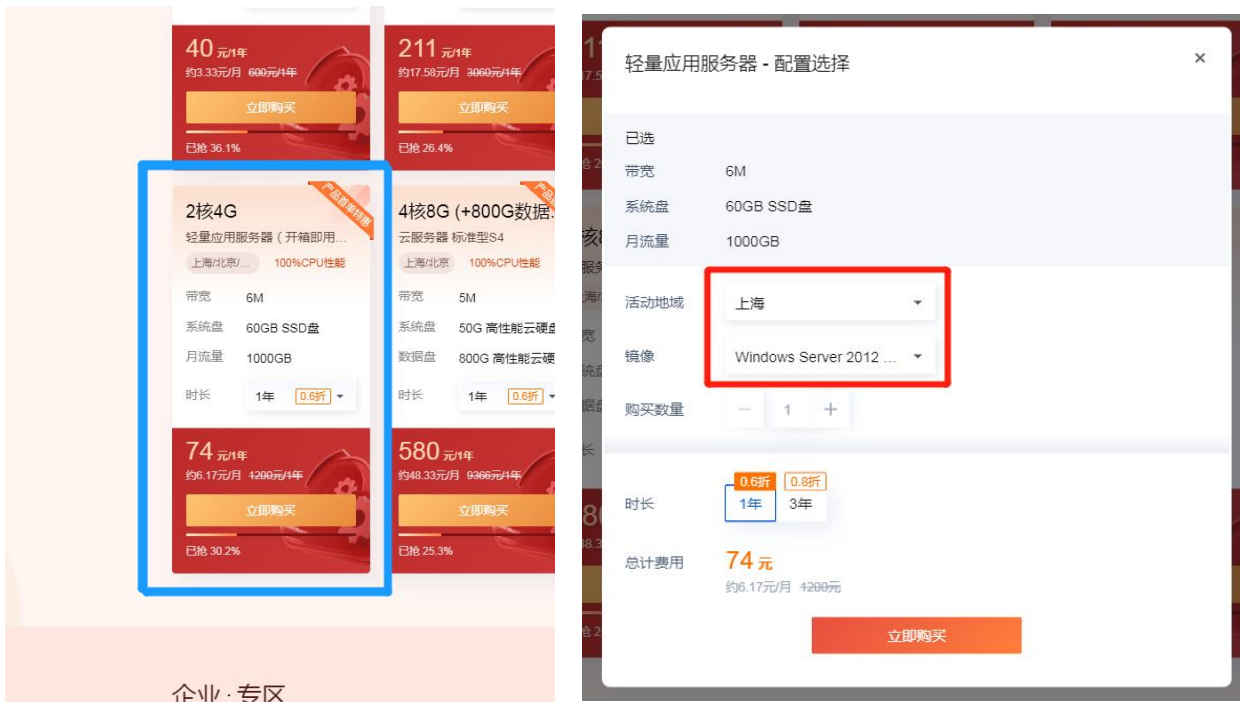 40 元/1年
约3.33元/月 600元/1年
立即购买
已抢 36.1%
211 元/1年
约17.58元/月 3060元/1年
立即购买
已抢 26.4%
产品首单特惠
2核4G
轻量应用服务器（开箱即用...
上海/北京/... 100%CPU性能
带宽 6M
系统盘 60GB SSD盘
月流量 1000GB
时长 1年 0.6折
74 元/1年
约6.17元/月 1200元/1年
立即购买
已抢 30.2%
4核8G (+800G数据.
云服务器 标准型S4
上海/北京 100%CPU性能
带宽 5M
系统盘 50G 高性能云硬盘
数据盘 800G 高性能云硬
时长 1年 0.6折
580 元/1年
约48.33元/月 9366元/1年
立即购买
已抢 25.3%
企业 · 专区
轻量应用服务器 - 配置选择 ×
已选
带宽 6M
系统盘 60GB SSD盘
月流量 1000GB
活动地域 上海
镜像 Windows Server 2012 ...
购买数量 — 1 +
0.6折 0.8折
时长 1年 3年
总计费用 74 元
约6.17元/月 1200元
立即购买